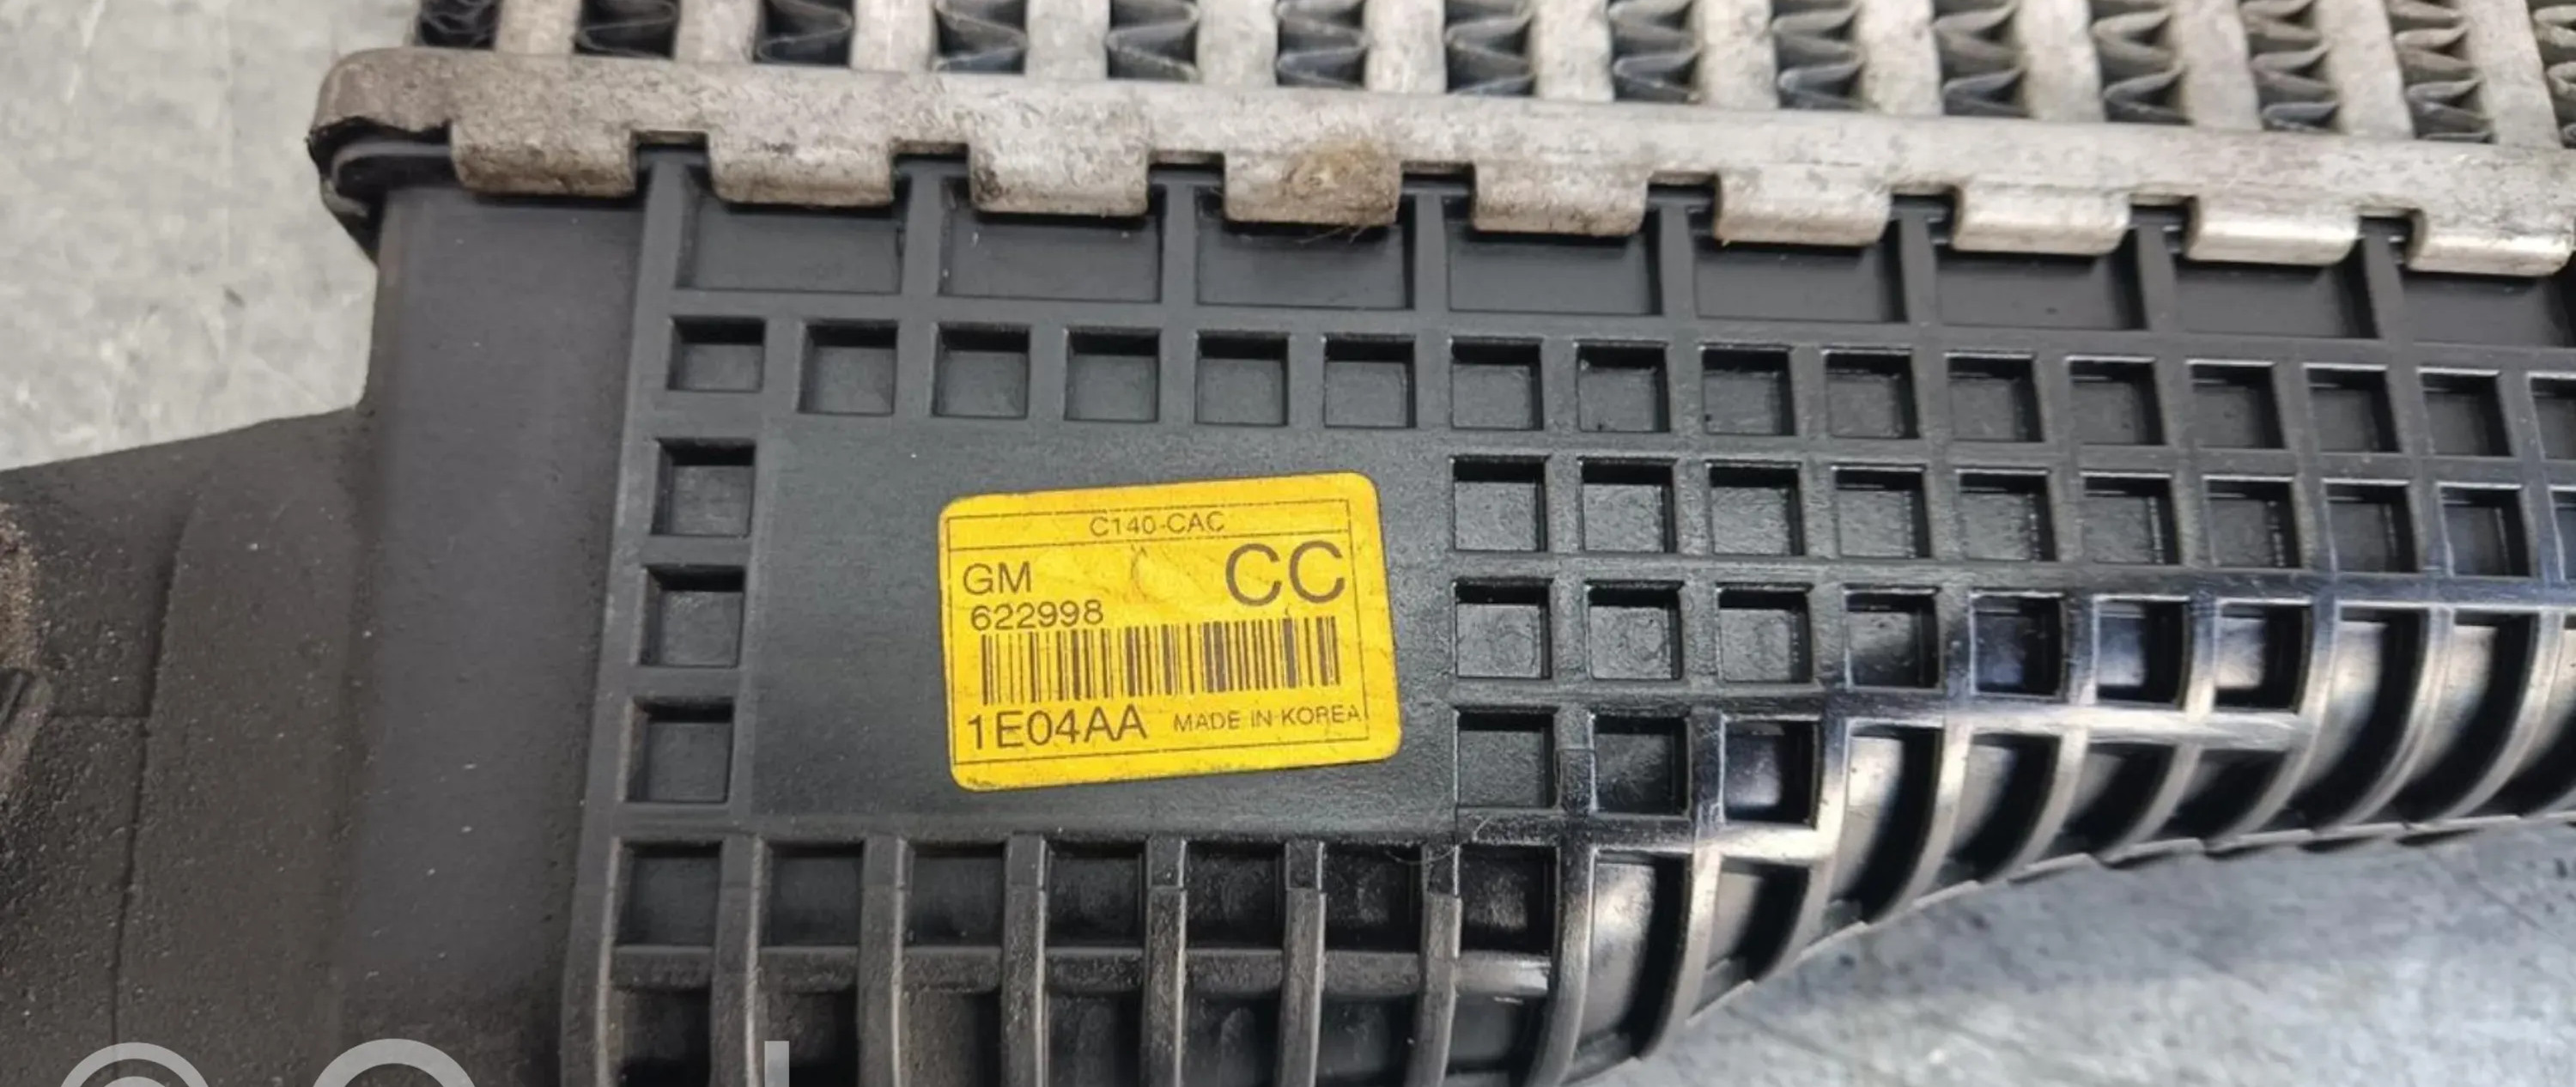 C140-CAC
GM CC
622998
1E04AA MADE IN KOREA